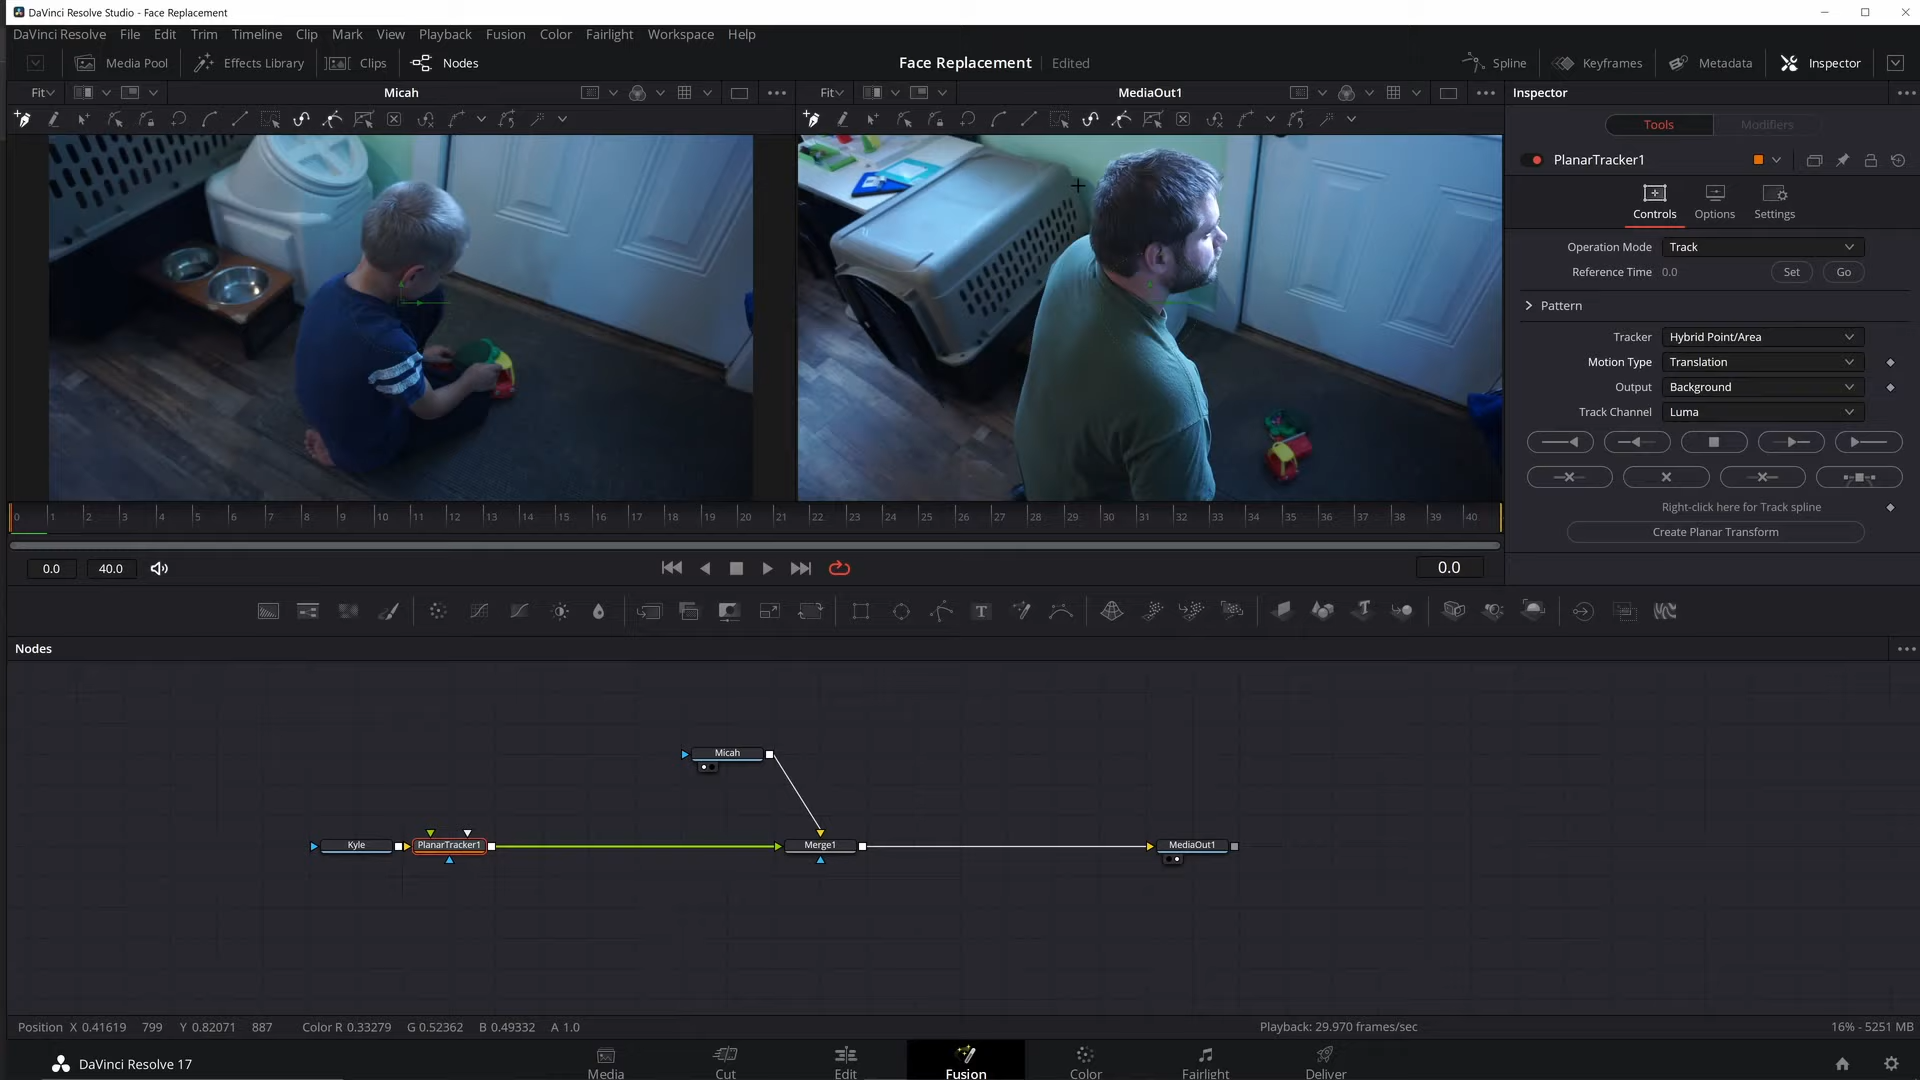 DaVinci Resolve Studio - Face Replacement
DaVinci Resolve File Edit Trim Timeline Clip Mark View Playback Fusion Color Fairlight Workspace Help
Media Pool Effects Library Clips Nodes Face Replacement Edited Spline Keyframes Metadata Inspector
Fit Micah Fit MediaOut1 Inspector
Tools Modifiers
PlanarTracker1
Controls Options Settings
Operation Mode Track
Reference Time 0.0 Set Go
Pattern
Tracker Hybrid Point/Area
Motion Type Translation
Output Background
Track Channel Luma
Right-click here for Track spline
Create Planar Transform
0 1 2 3 4 5 6 7 8 9 10 11 12 13 14 15 16 17 18 19 20 21 22 23 24 25 26 27 28 29 30 31 32 33 34 35 36 37 38 39 40
0.0 40.0 0.0
T T
Nodes
Micah
Kyle PlanarTracker1 Merge1 MediaOut1
Position X 0.41619 799 Y 0.82071 887 Color R 0.33279 G 0.52362 B 0.49332 A 1.0 Playback: 29.970 frames/sec 16% - 5251 MB
DaVinci Resolve 17 Media Cut Edit Fusion Color Fairlight Deliver